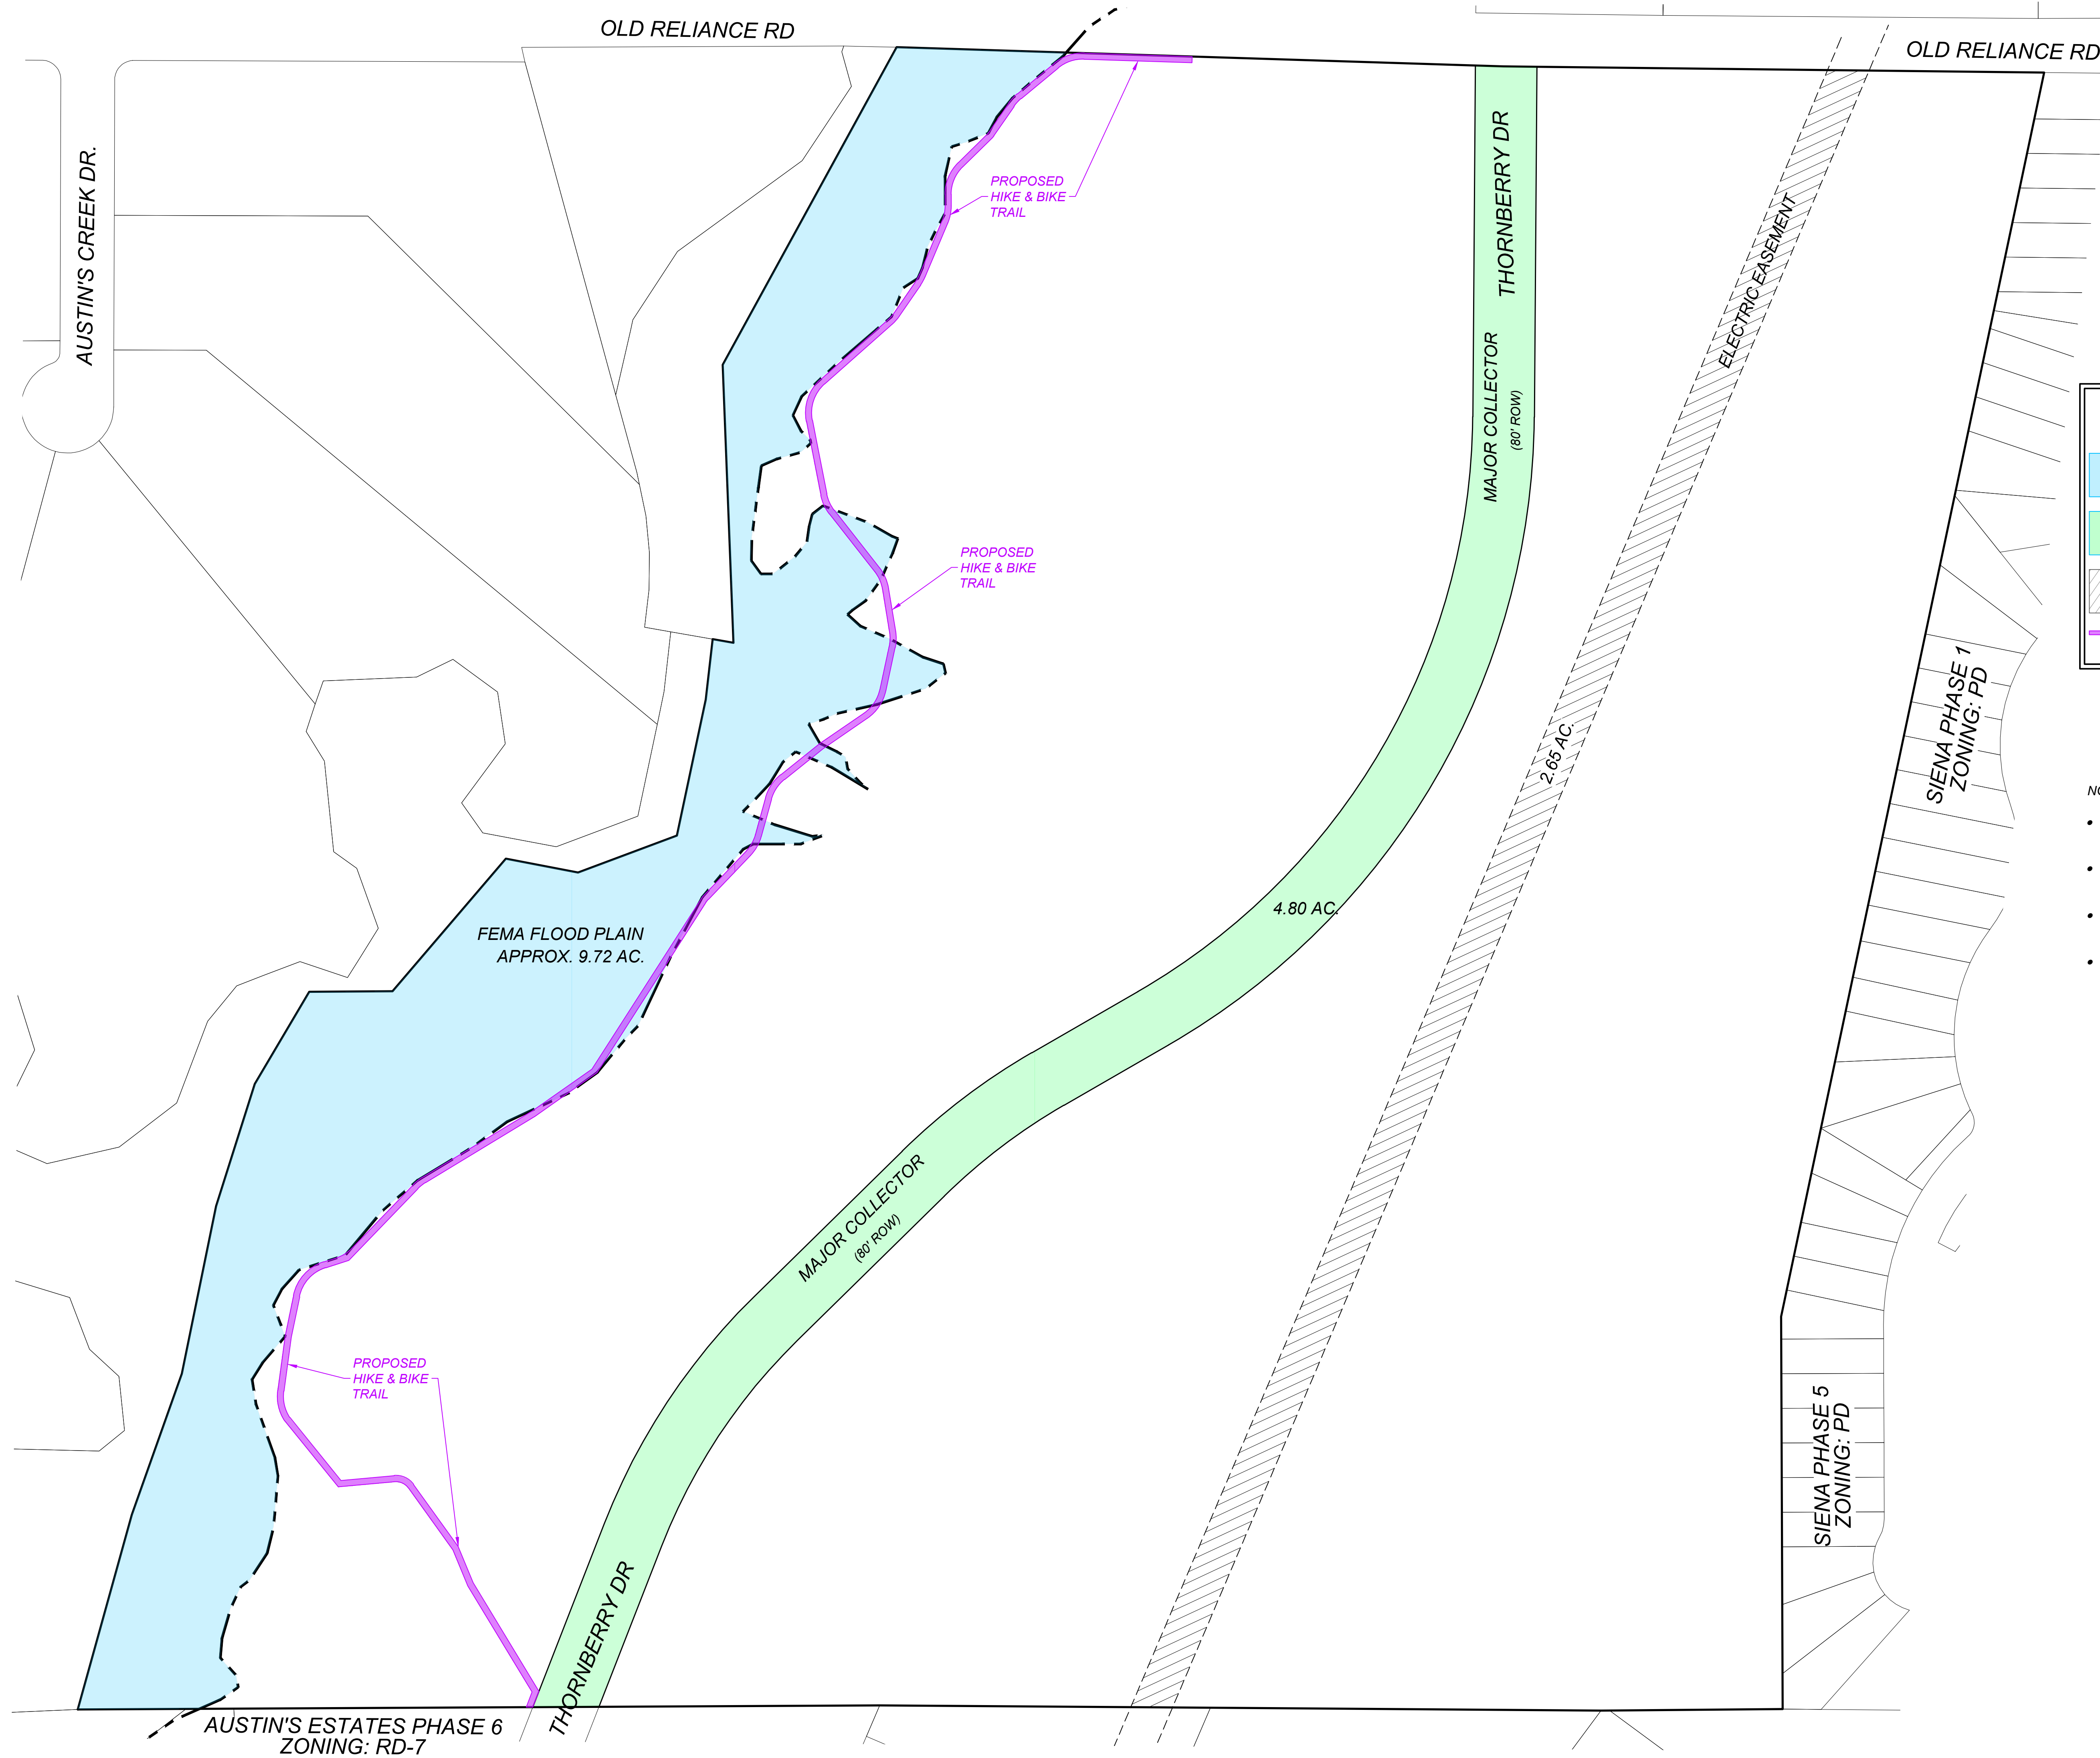 OLD RELIANCE RD
OLD RELIANCE RD
AUSTIN'S CREEK DR.
PROPOSED
HIKE & BIKE
TRAIL
THORNBERRY DR
MAJOR COLLECTOR
(80' ROW)
ELECTRIC EASEMENT
PROPOSED
HIKE & BIKE
TRAIL
SIENA PHASE 1
ZONING: PD
2.65 AC.
4.80 AC.
FEMA FLOOD PLAIN
APPROX. 9.72 AC.
MAJOR COLLECTOR
(80' ROW)
PROPOSED
HIKE & BIKE
TRAIL
SIENA PHASE 5
ZONING: PD
THORNBERRY DR
AUSTIN'S ESTATES PHASE 6
ZONING: RD-7